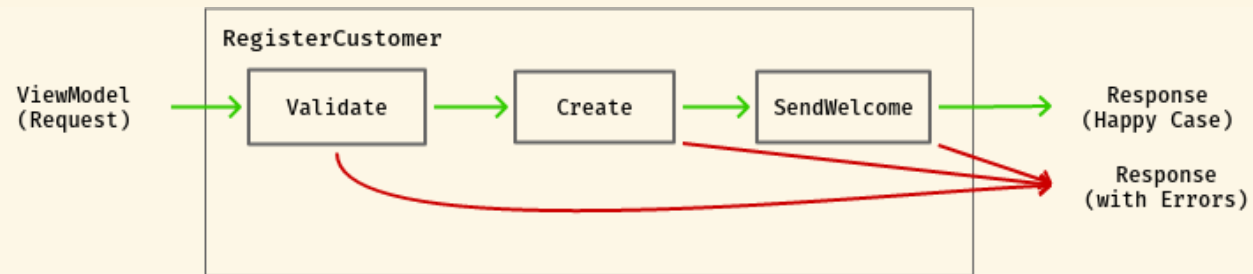 RegisterCustomer
ViewModel
(Request)
Validate
Create
SendWelcome
Response
(Happy Case)
Response
(with Errors)